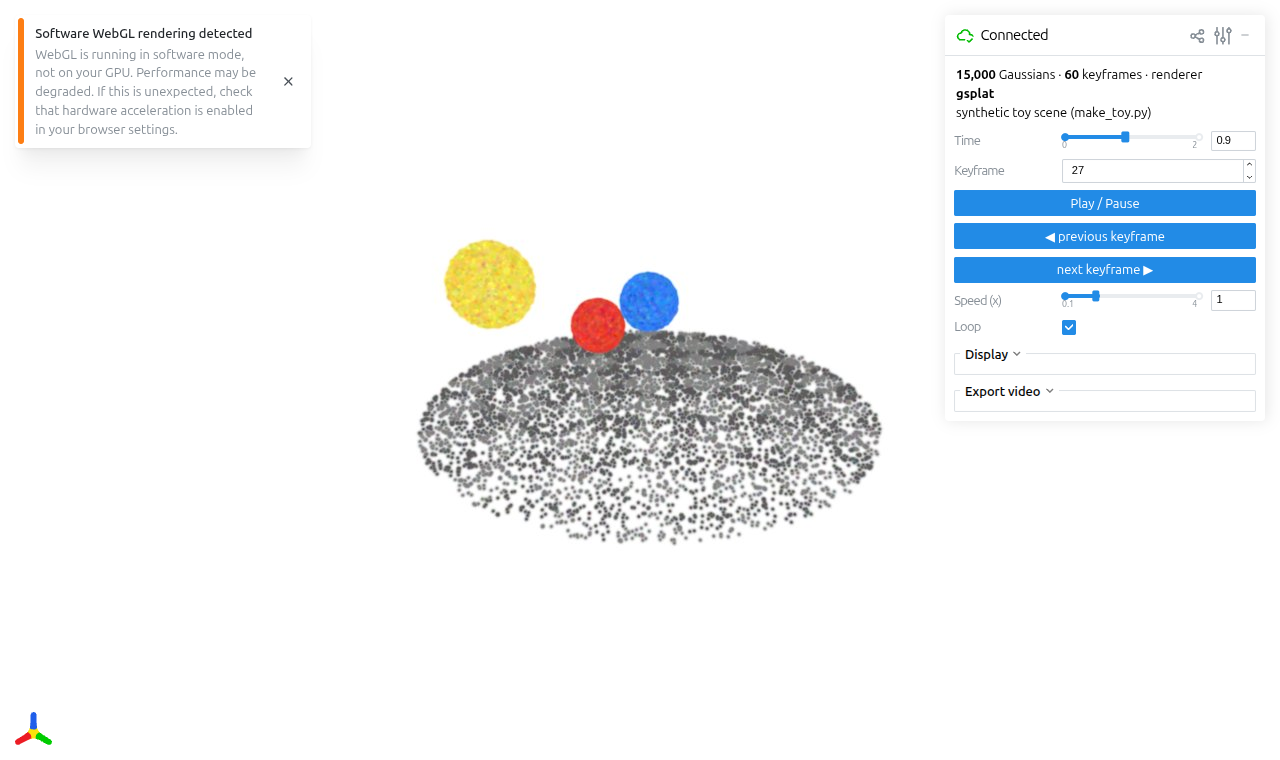 Software WebGL rendering detected
WebGL is running in software mode,
not on your GPU. Performance may be
degraded. If this is unexpected, check
that hardware acceleration is enabled
in your browser settings.
Connected
15,000 Gaussians · 60 keyframes · renderer
gsplat
synthetic toy scene (make_toy.py)
Time 0 2 0.9
Keyframe 27
Play / Pause
◀ previous keyframe
next keyframe ▶
Speed (x) 0.1 4 1
Loop
Display
Export video